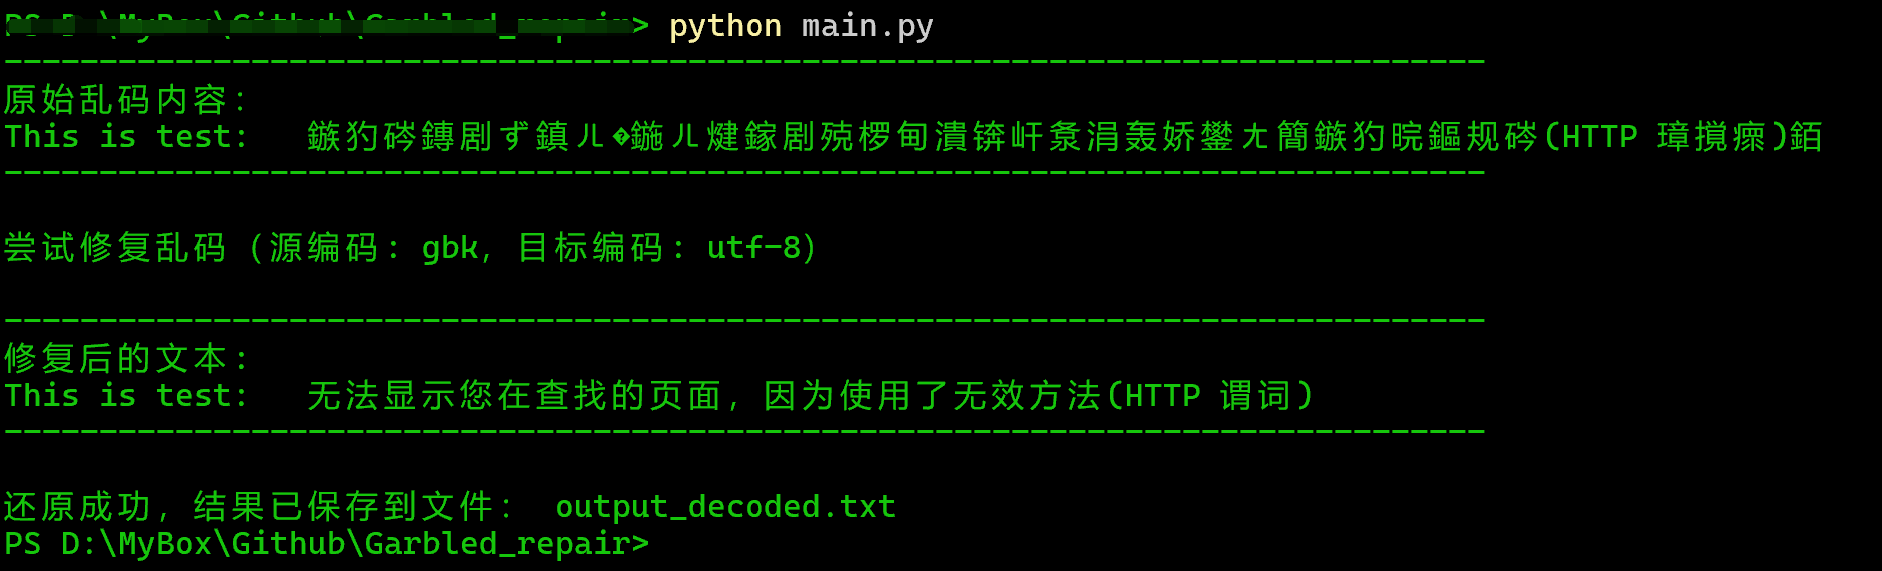 PS D:\MyBox\Github\Garbled_repair> python main.py
------------------------------------------------------------------------------
原始乱码内容:
This is test:   鏃犳硶鏄剧ず鎮ㄦ�鍦ㄦ煡鎵剧殑椤甸潰锛屽洜涓轰娇鐢ㄤ簡鏃犳晥鏂规硶(HTTP 璋撹瘝)銆
------------------------------------------------------------------------------
尝试修复乱码 (源编码: gbk, 目标编码: utf-8)
------------------------------------------------------------------------------
修复后的文本:
This is test:   无法显示您在查找的页面，因为使用了无效方法(HTTP 谓词)
------------------------------------------------------------------------------
还原成功，结果已保存到文件:  output_decoded.txt
PS D:\MyBox\Github\Garbled_repair>